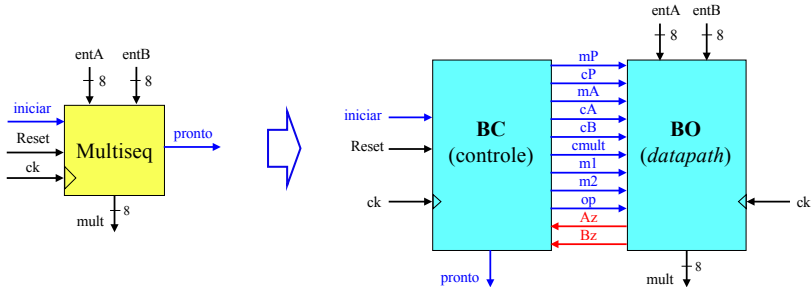 entA entB
8 8
iniciar
Reset
ck
Multiseq
pronto
8
mult
entA entB
8 8
iniciar
Reset
ck
BC
(controle)
mP
cP
mA
cA
cB
cmult
m1
m2
op
Az
Bz
BO
(datapath)
ck
pronto
mult
8